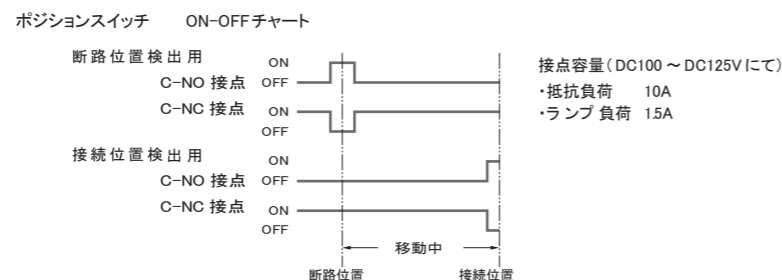 ポジションスイッチ ON-OFFチャート
断路位置検出用
C-NO 接点
ON
OFF
C-NC 接点
ON
OFF
接続位置検出用
C-NO 接点
ON
OFF
C-NC 接点
ON
OFF
移動中
断路位置 接続位置
接点容量(DC100～DC125Vにて)
・抵抗負荷 10A
・ランプ負荷 1.5A